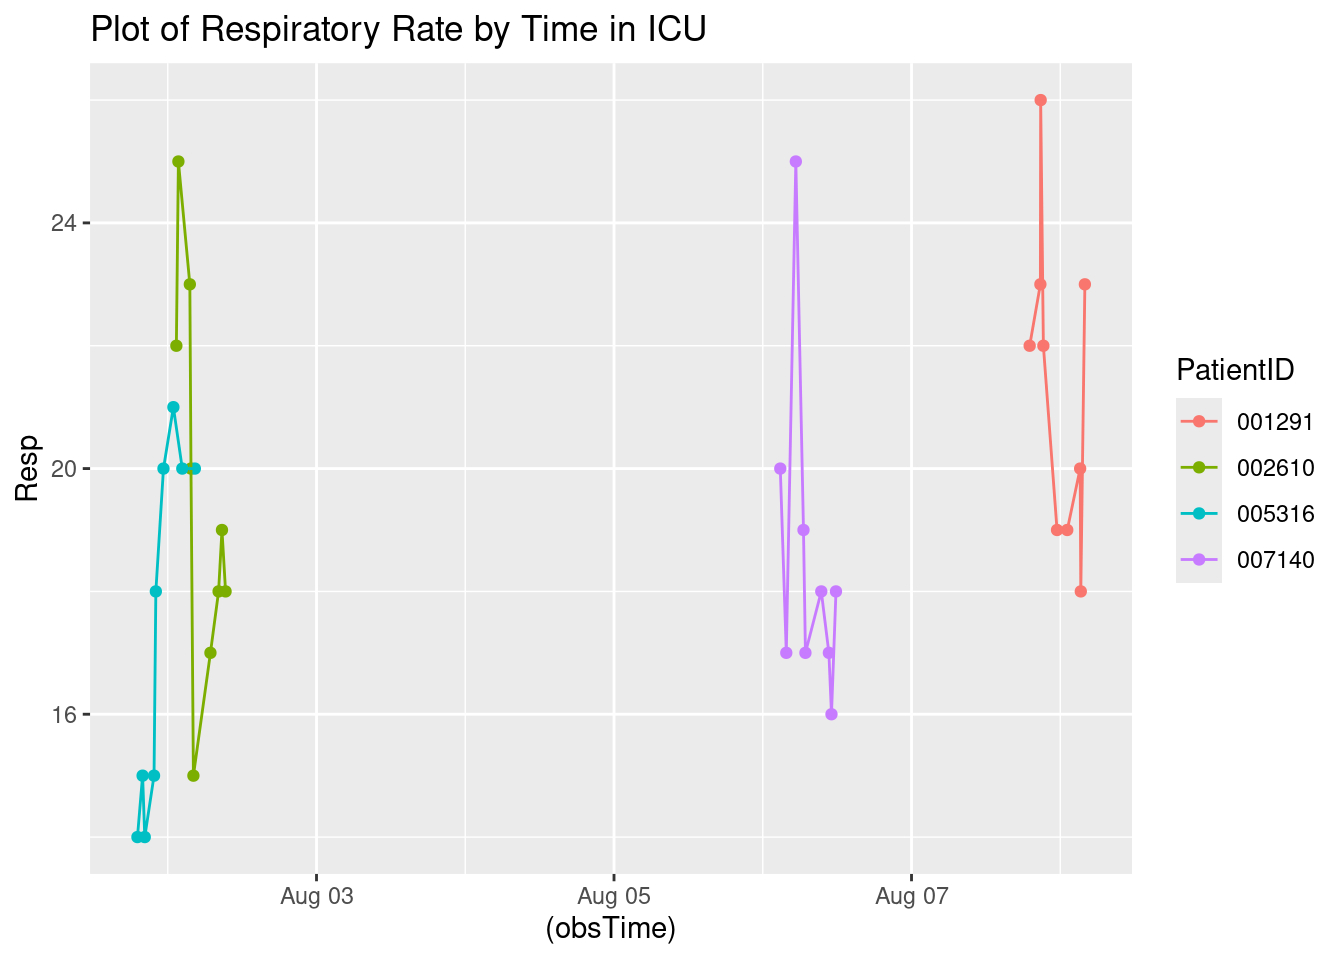 Plot of Respiratory Rate by Time in ICU
24
20
16
Resp
Aug 03
Aug 05
Aug 07
(obsTime)
PatientID
001291
002610
005316
007140